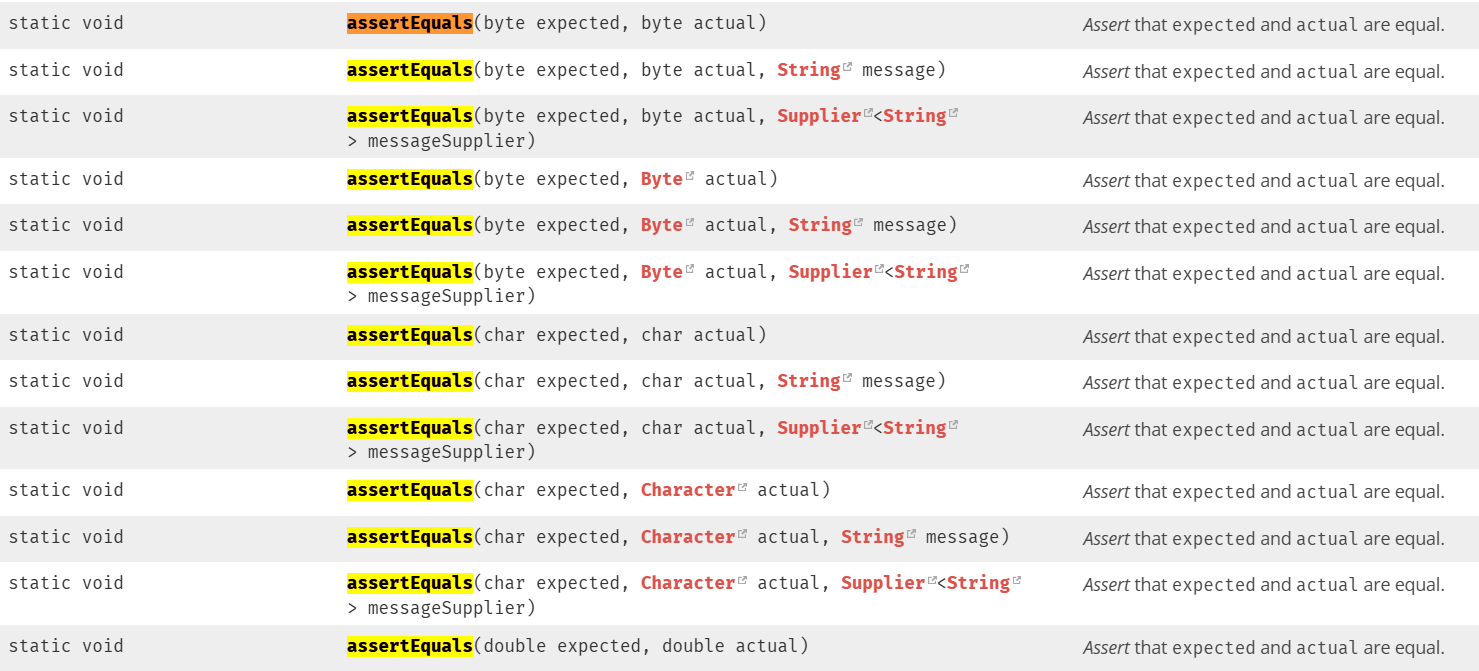 static void assertEquals(byte expected, byte actual) Assert that expected and actual are equal.
static void assertEquals(byte expected, byte actual, String message) Assert that expected and actual are equal.
static void assertEquals(byte expected, byte actual, Supplier<String Assert that expected and actual are equal.
> messageSupplier)
static void assertEquals(byte expected, Byte actual) Assert that expected and actual are equal.
static void assertEquals(byte expected, Byte actual, String message) Assert that expected and actual are equal.
static void assertEquals(byte expected, Byte actual, Supplier<String Assert that expected and actual are equal.
> messageSupplier)
static void assertEquals(char expected, char actual) Assert that expected and actual are equal.
static void assertEquals(char expected, char actual, String message) Assert that expected and actual are equal.
static void assertEquals(char expected, char actual, Supplier<String Assert that expected and actual are equal.
> messageSupplier)
static void assertEquals(char expected, Character actual) Assert that expected and actual are equal.
static void assertEquals(char expected, Character actual, String message) Assert that expected and actual are equal.
static void assertEquals(char expected, Character actual, Supplier<String Assert that expected and actual are equal.
> messageSupplier)
static void assertEquals(double expected, double actual) Assert that expected and actual are equal.